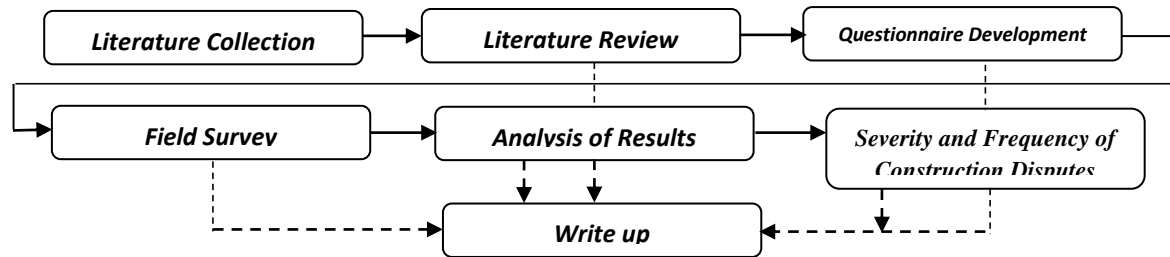 Literature Collection
Literature Review
Questionnaire Development
Field Survey
Analysis of Results
Severity and Frequency of
Construction Disputes
Write up